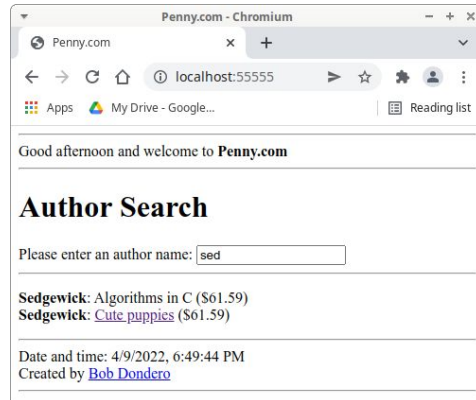 Penny.com - Chromium
Penny.com
localhost:55555
Apps My Drive - Google... Reading list
Good afternoon and welcome to Penny.com
Author Search
Please enter an author name: sed
Sedgewick: Algorithms in C ($61.59)
Sedgewick: Cute puppies ($61.59)
Date and time: 4/9/2022, 6:49:44 PM
Created by Bob Dondero